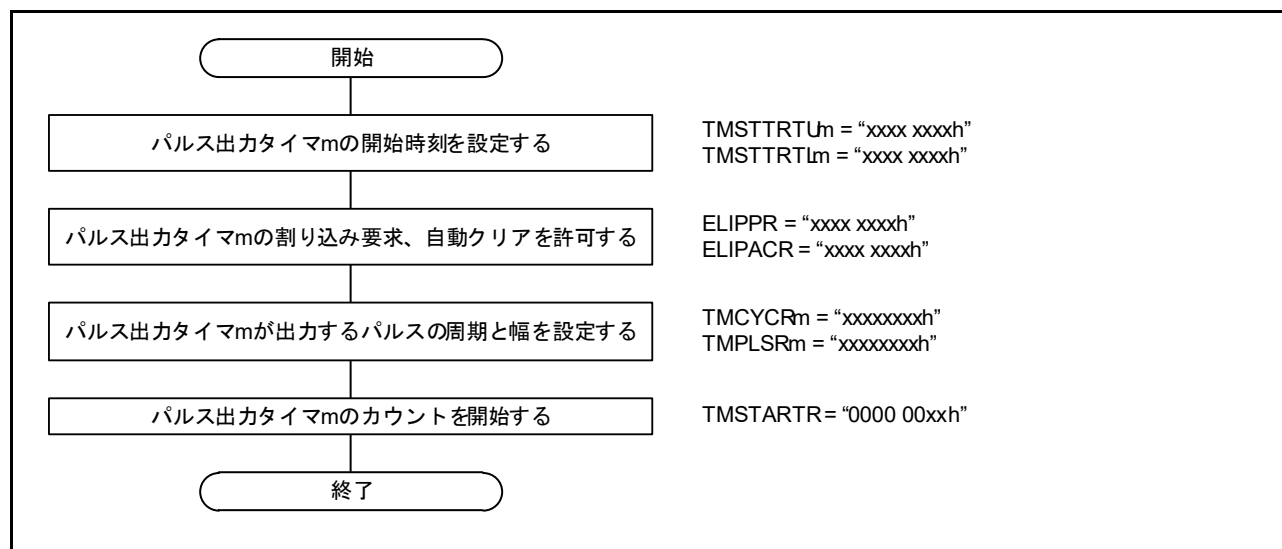 開始
パルス出力タイマmの開始時刻を設定する
TMSTTRTUm = “xxxx xxxxh”
TMSTTRTLm = “xxxx xxxxh”
パルス出力タイマmの割り込み要求、自動クリアを許可する
ELIPPR = “xxxx xxxxh”
ELIPACR = “xxxx xxxxh”
パルス出力タイマmが出力するパルスの周期と幅を設定する
TMCYCRm = “xxxxxxxxh”
TMPLSRm = “xxxxxxxxh”
パルス出力タイマmのカウントを開始する
TMSTARTR = “0000 00xxh”
終了